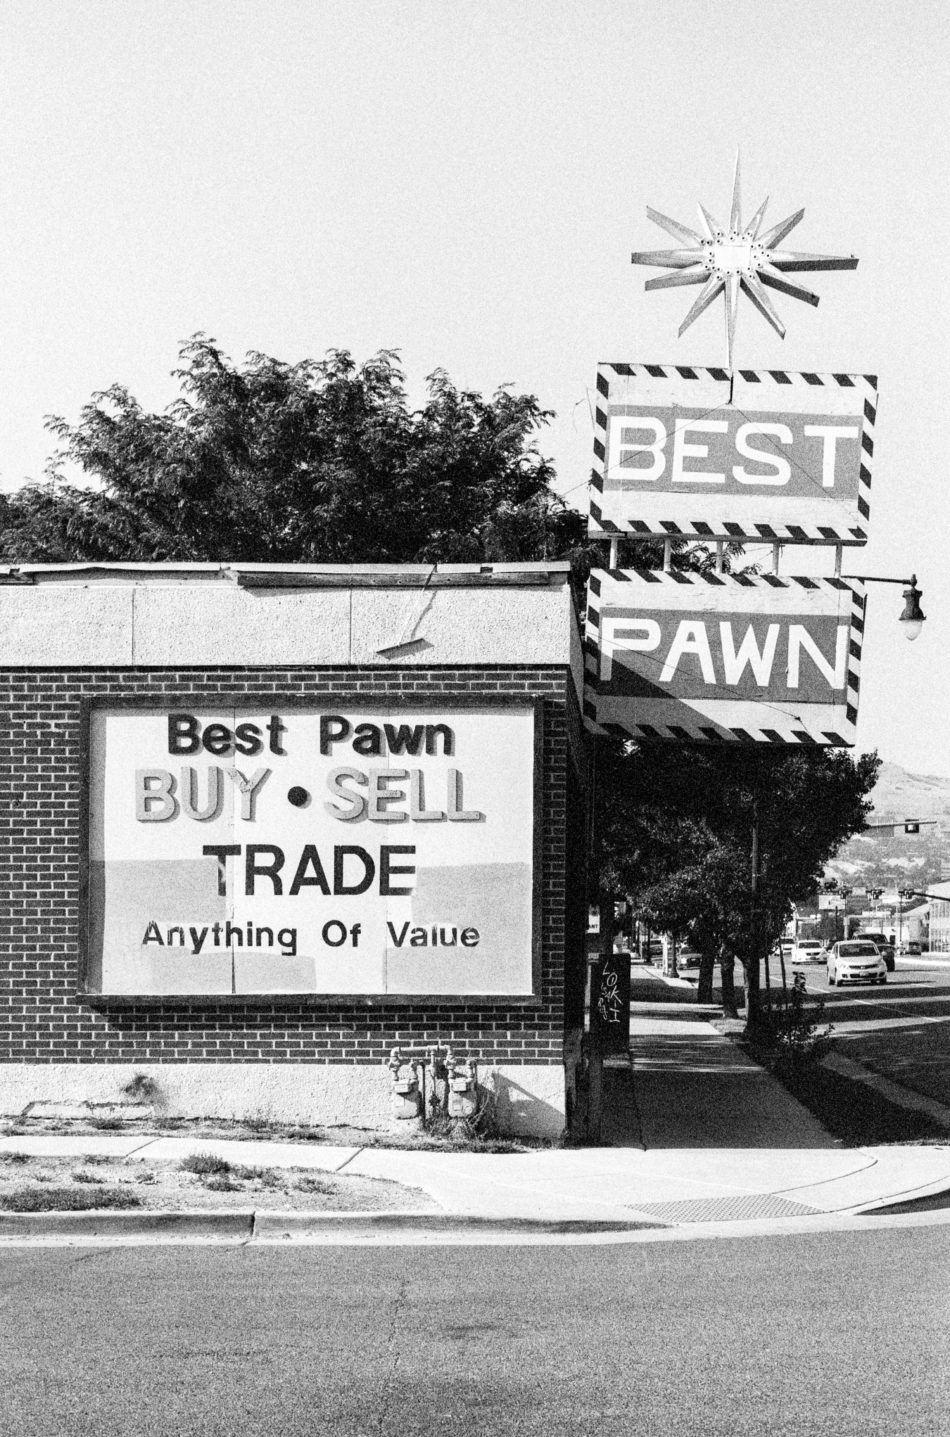 BEST
PAWN
Best Pawn
BUY • SELL
TRADE
Anything Of Value